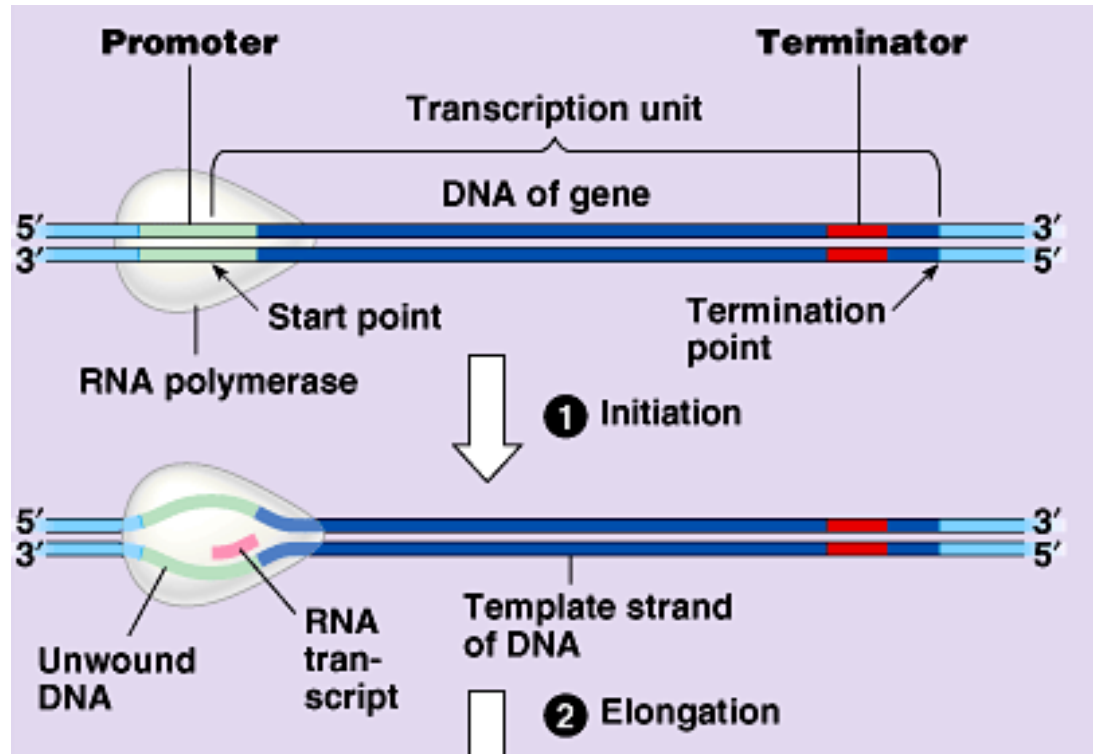 Promoter
Terminator
Transcription unit
DNA of gene
5′
3′
3′
5′
Start point
Termination
point
RNA polymerase
1 Initiation
5′
3′
3′
5′
Template strand
of DNA
RNA
tran-
script
Unwound
DNA
2 Elongation